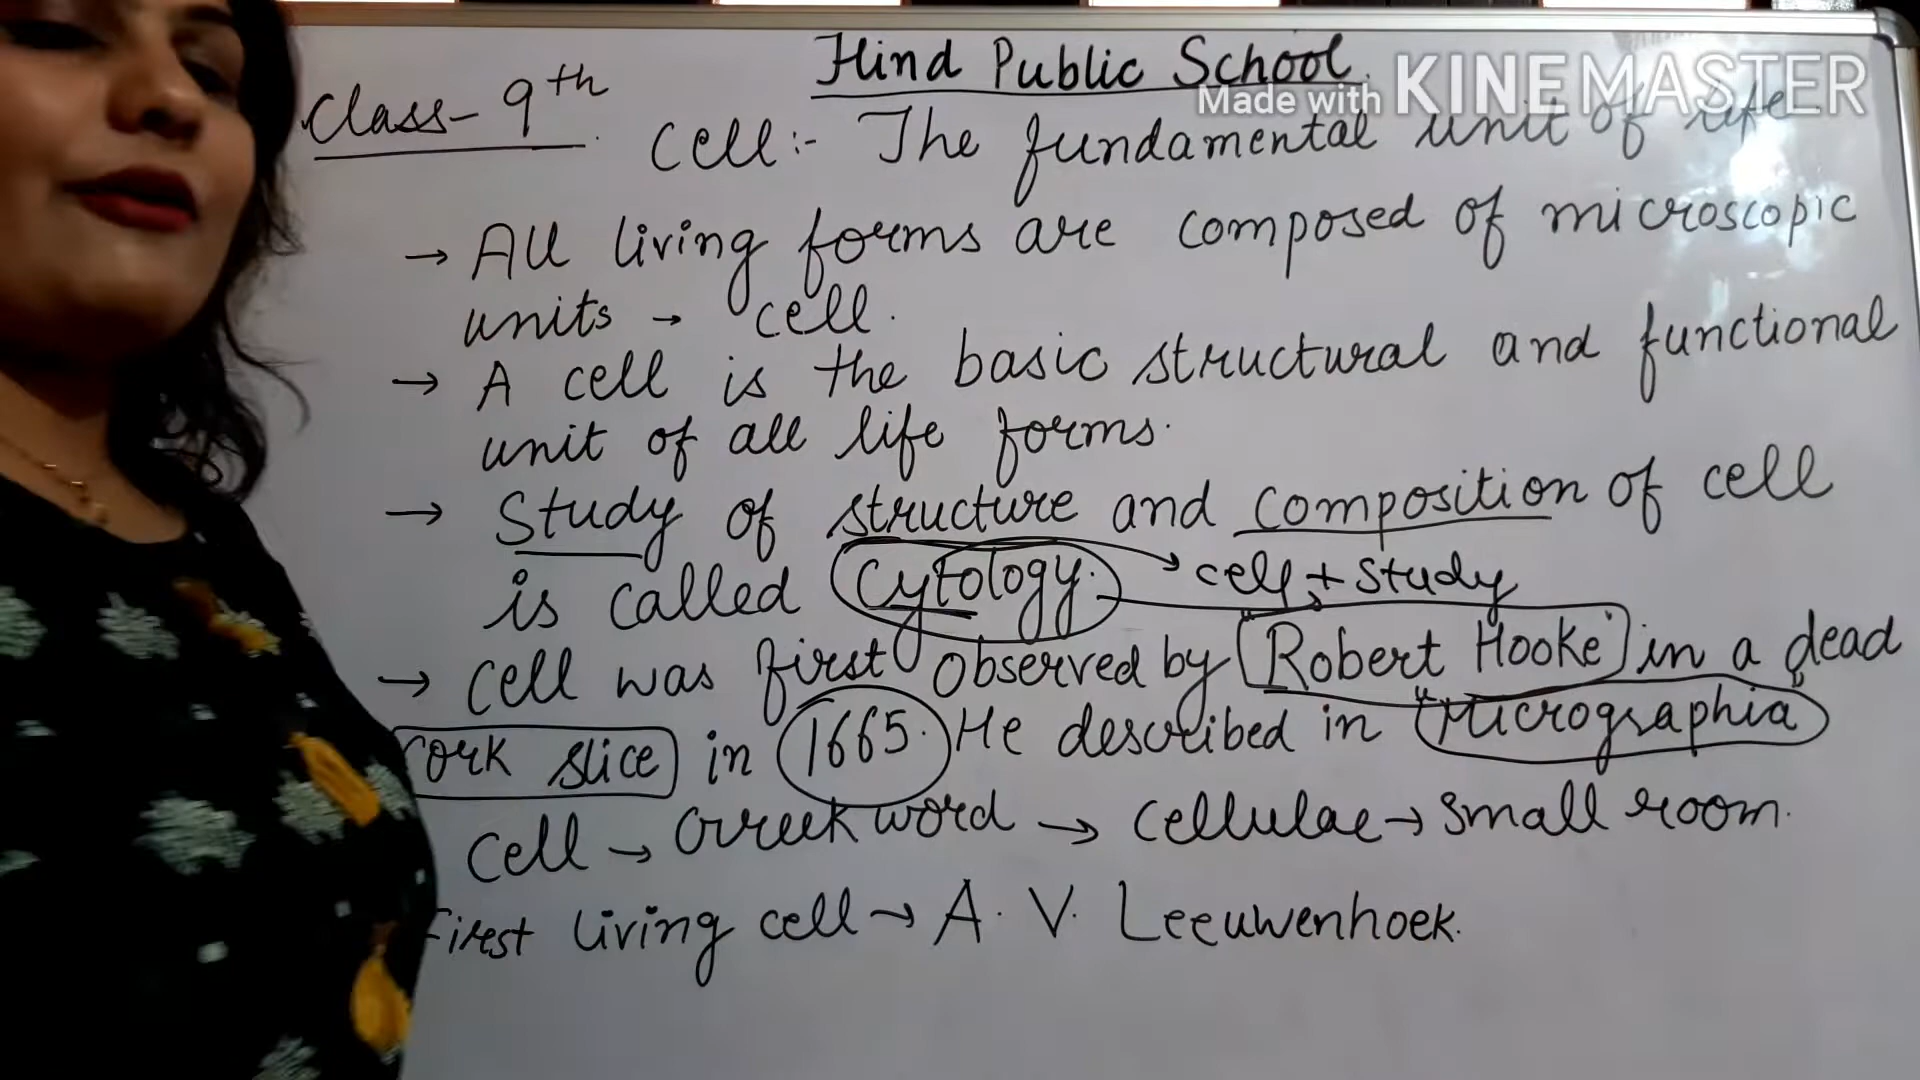 Hind Public School
Made with KINEMASTER
Class- 9th
Cell:- The fundamental unit of life
→ All living forms are composed of microscopic
units → cell.
→ A cell is the basic structural and functional
unit of all life forms.
→ Study of structure and composition of cell
is called Cytology. → cell + study
→ Cell was first observed by "Robert Hooke" in a dead
cork slice in 1665. He described in "Micrographia"
Cell → Greek word → Cellulae → Small room.
First living cell → A. V. Leeuwenhoek.